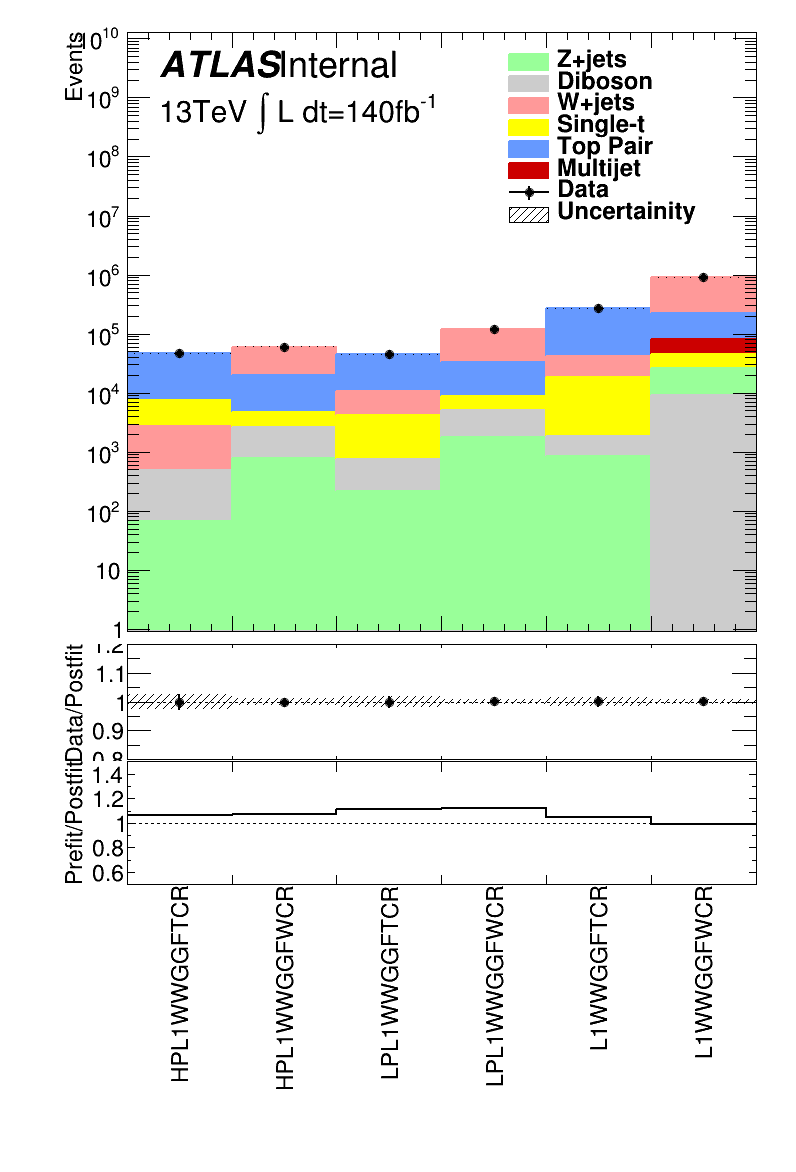 Events
10^10
10^9
10^8
10^7
10^6
10^5
10^4
10^3
10^2
10
1
ATLAS Internal
13TeV ∫ L dt=140fb^-1
Z+jets
Diboson
W+jets
Single-t
Top Pair
Multijet
Data
Uncertainity
Data/Postfit
1.2
1.1
1
0.9
0.8
Prefit/Postfit
1.4
1.2
1
0.8
0.6
HPL1WWGGFTCR
HPL1WWGGFWCR
LPL1WWGGFTCR
LPL1WWGGFWCR
L1WWGGFTCR
L1WWGGFWCR